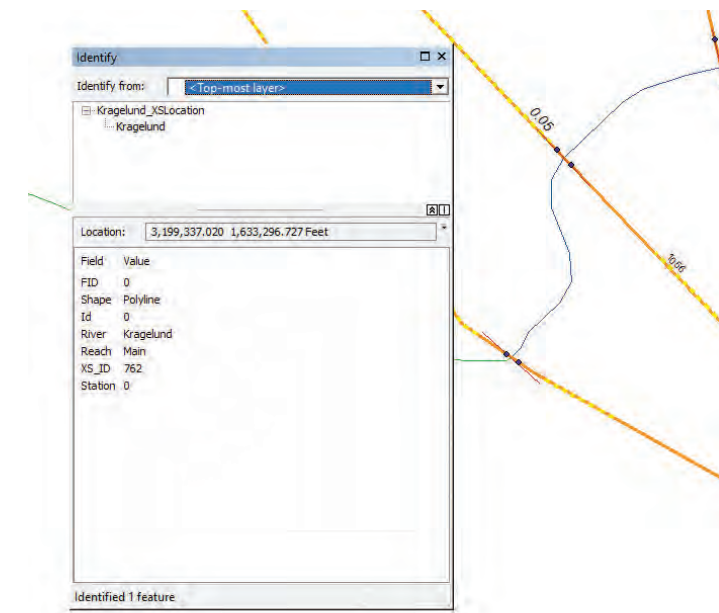 Identify
Identify from: <Top-most layer>
Kragelund_XSLocation
Kragelund
Location: 3,199,337.020 1,633,296.727 Feet
Field Value
FID 0
Shape Polyline
Id 0
River Kragelund
Reach Main
XS_ID 762
Station 0
Identified 1 feature
0.05
1066